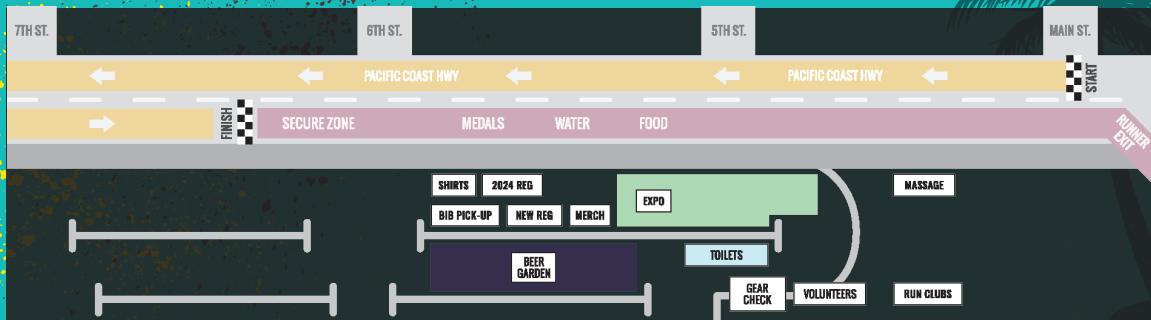 7TH ST.
6TH ST.
5TH ST.
MAIN ST.
PACIFIC COAST HWY
PACIFIC COAST HWY
START
FINISH
SECURE ZONE
MEDALS
WATER
FOOD
RUNNER
EXIT
SHIRTS
2024 REG
EXPO
MASSAGE
BIB PICK-UP
NEW REG
MERCH
BEER
GARDEN
TOILETS
GEAR
CHECK
VOLUNTEERS
RUN CLUBS